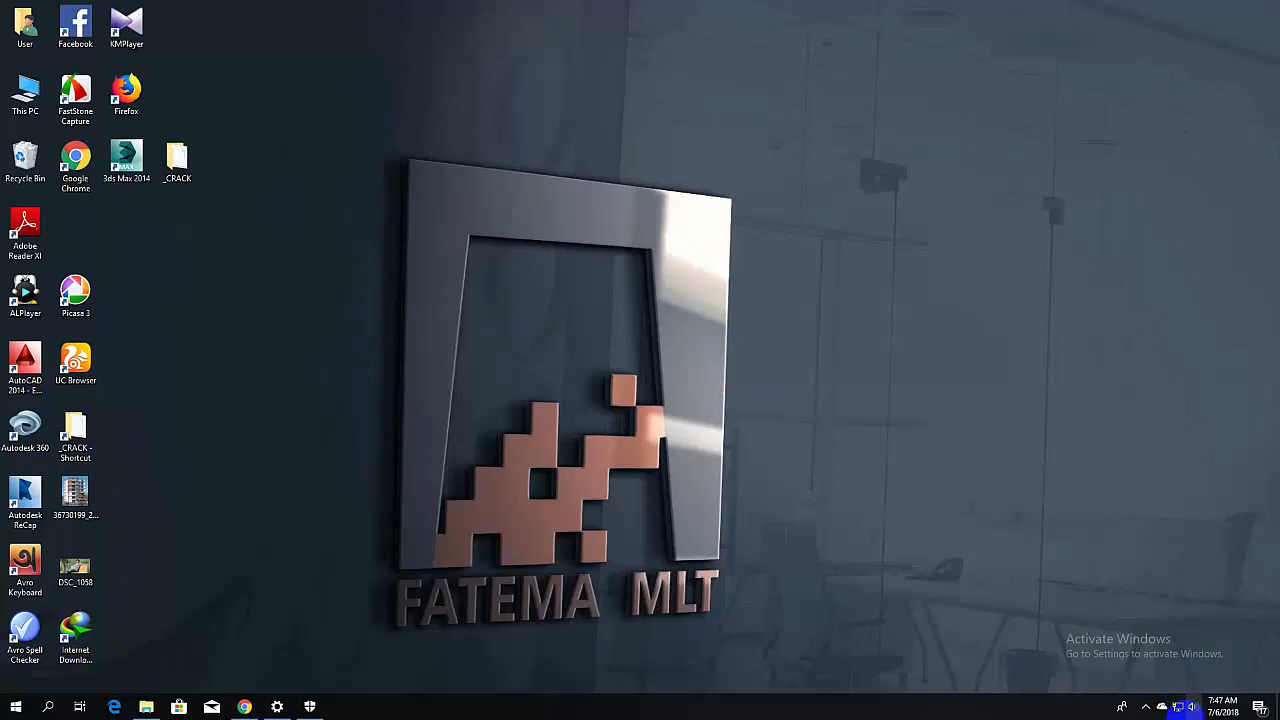 User
Facebook
KMPlayer
This PC
FastStone
Capture
Firefox
Recycle Bin
Google
Chrome
3ds Max 2014
_CRACK
Adobe
Reader XI
ALPlayer
Picasa 3
AutoCAD
2014 - E...
UC Browser
Autodesk 360
_CRACK -
Shortcut
Autodesk
ReCap
36730199_2...
Avro
Keyboard
DSC_1058
Avro Spell
Checker
Internet
Downlo...
MAX
FATEMA MLT
Activate Windows
Go to Settings to activate Windows.
7:47 AM
7/6/2018
17